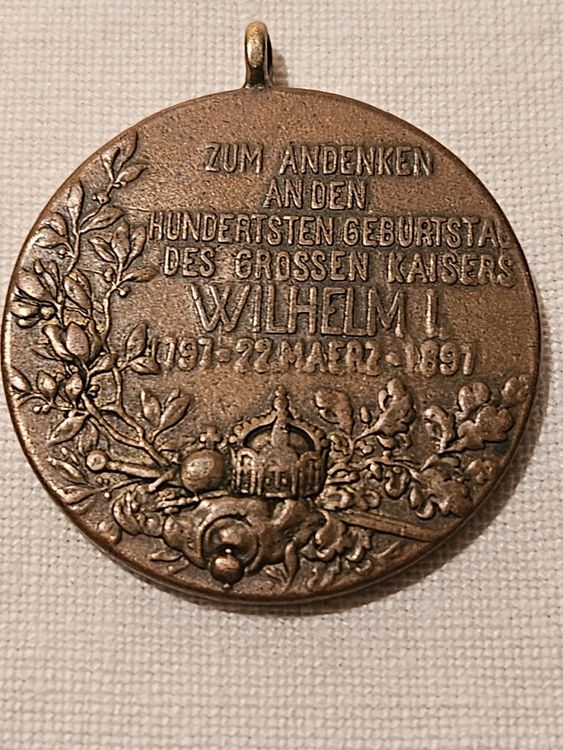 ZUM ANDENKEN
AN DEN
HUNDERTSTEN GEBURTSTAG
DES GROSSEN KAISERS
WILHELM I.
1797-22.MAERZ-1897